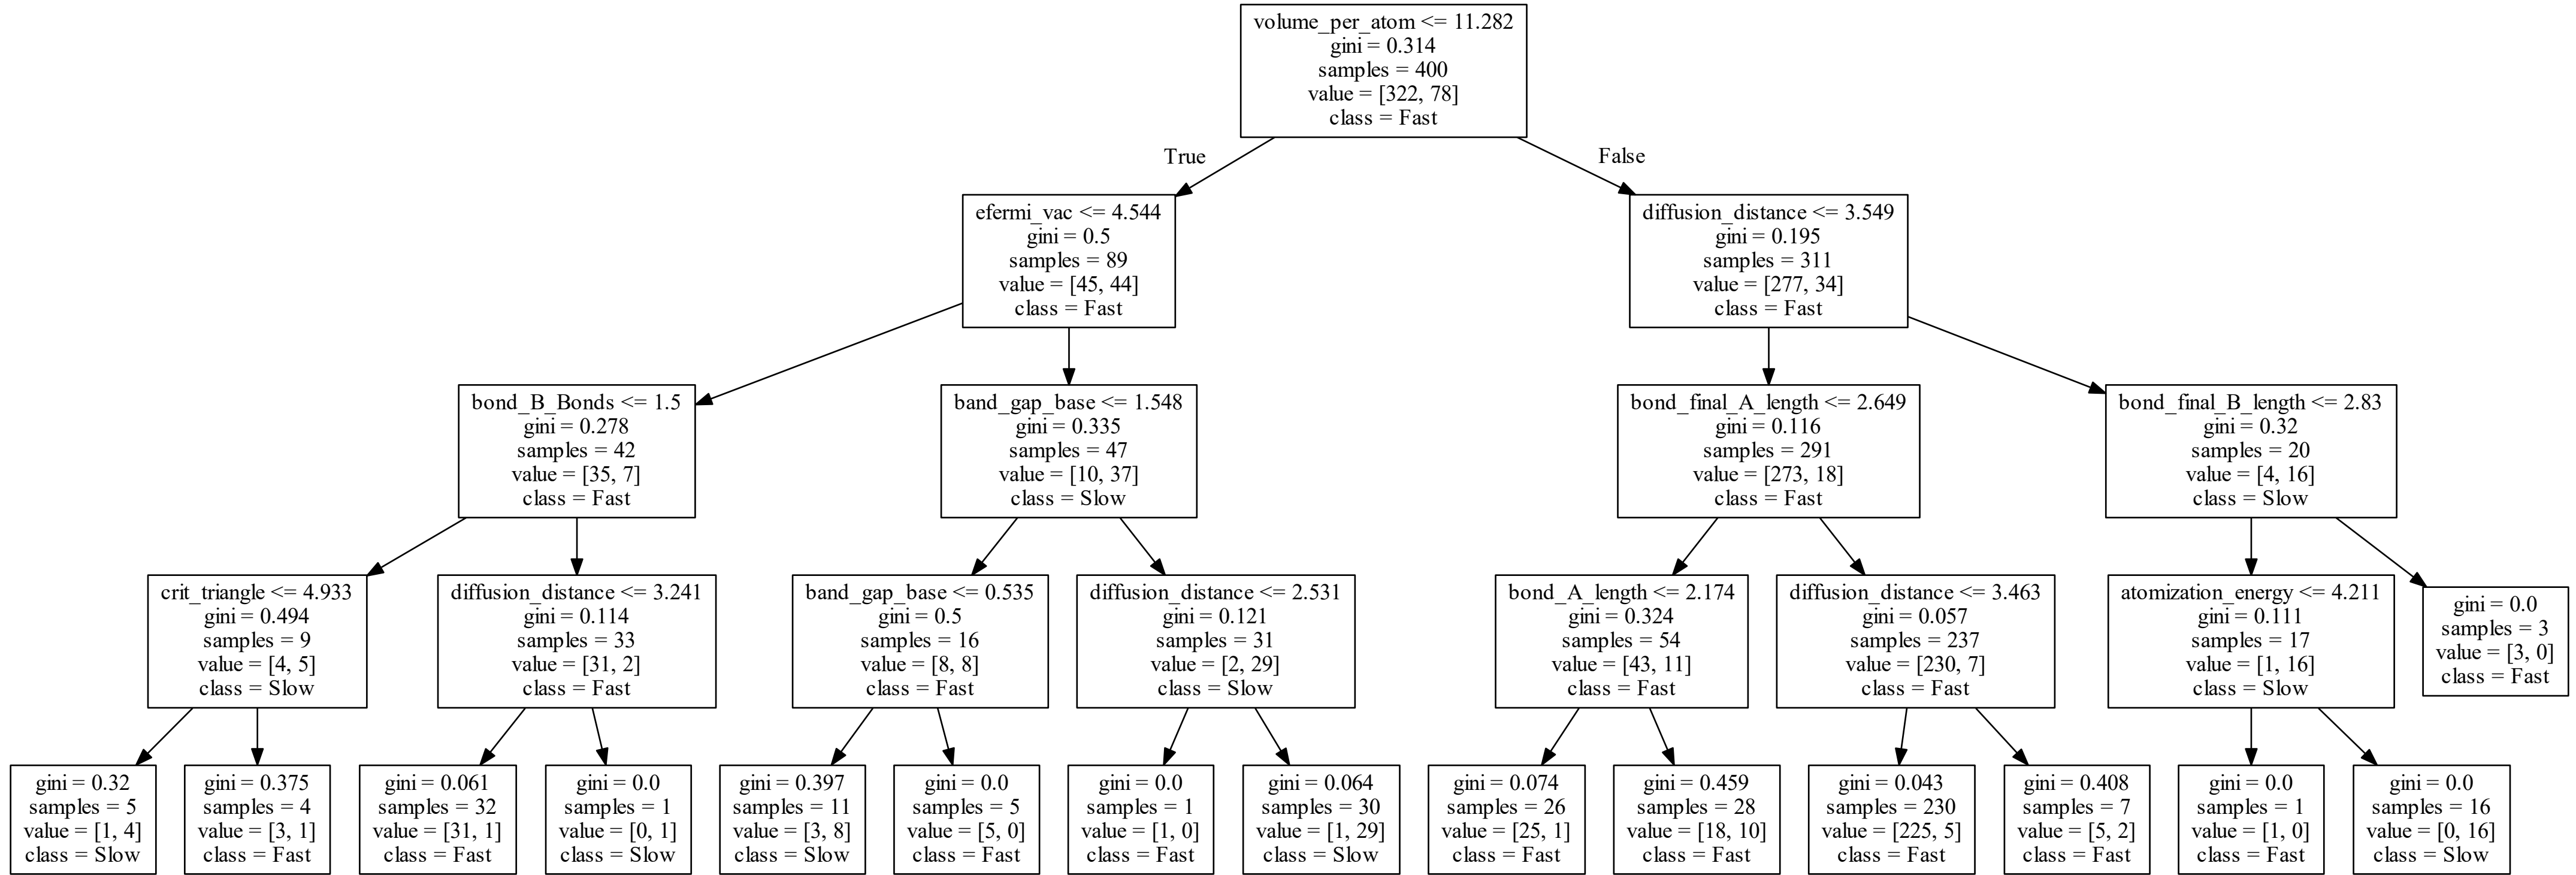 volume_per_atom <= 11.282
gini = 0.314
samples = 400
value = [322, 78]
class = Fast
True
False
efermi_vac <= 4.544
gini = 0.5
samples = 89
value = [45, 44]
class = Fast
diffusion_distance <= 3.549
gini = 0.195
samples = 311
value = [277, 34]
class = Fast
bond_B_Bonds <= 1.5
gini = 0.278
samples = 42
value = [35, 7]
class = Fast
band_gap_base <= 1.548
gini = 0.335
samples = 47
value = [10, 37]
class = Slow
bond_final_A_length <= 2.649
gini = 0.116
samples = 291
value = [273, 18]
class = Fast
bond_final_B_length <= 2.83
gini = 0.32
samples = 20
value = [4, 16]
class = Slow
crit_triangle <= 4.933
gini = 0.494
samples = 9
value = [4, 5]
class = Slow
diffusion_distance <= 3.241
gini = 0.114
samples = 33
value = [31, 2]
class = Fast
band_gap_base <= 0.535
gini = 0.5
samples = 16
value = [8, 8]
class = Fast
diffusion_distance <= 2.531
gini = 0.121
samples = 31
value = [2, 29]
class = Slow
bond_A_length <= 2.174
gini = 0.324
samples = 54
value = [43, 11]
class = Fast
diffusion_distance <= 3.463
gini = 0.057
samples = 237
value = [230, 7]
class = Fast
atomization_energy <= 4.211
gini = 0.111
samples = 17
value = [1, 16]
class = Slow
gini = 0.0
samples = 3
value = [3, 0]
class = Fast
gini = 0.32
samples = 5
value = [1, 4]
class = Slow
gini = 0.375
samples = 4
value = [3, 1]
class = Fast
gini = 0.061
samples = 32
value = [31, 1]
class = Fast
gini = 0.0
samples = 1
value = [0, 1]
class = Slow
gini = 0.397
samples = 11
value = [3, 8]
class = Slow
gini = 0.0
samples = 5
value = [5, 0]
class = Fast
gini = 0.0
samples = 1
value = [1, 0]
class = Fast
gini = 0.064
samples = 30
value = [1, 29]
class = Slow
gini = 0.074
samples = 26
value = [25, 1]
class = Fast
gini = 0.459
samples = 28
value = [18, 10]
class = Fast
gini = 0.043
samples = 230
value = [225, 5]
class = Fast
gini = 0.408
samples = 7
value = [5, 2]
class = Fast
gini = 0.0
samples = 1
value = [1, 0]
class = Fast
gini = 0.0
samples = 16
value = [0, 16]
class = Slow